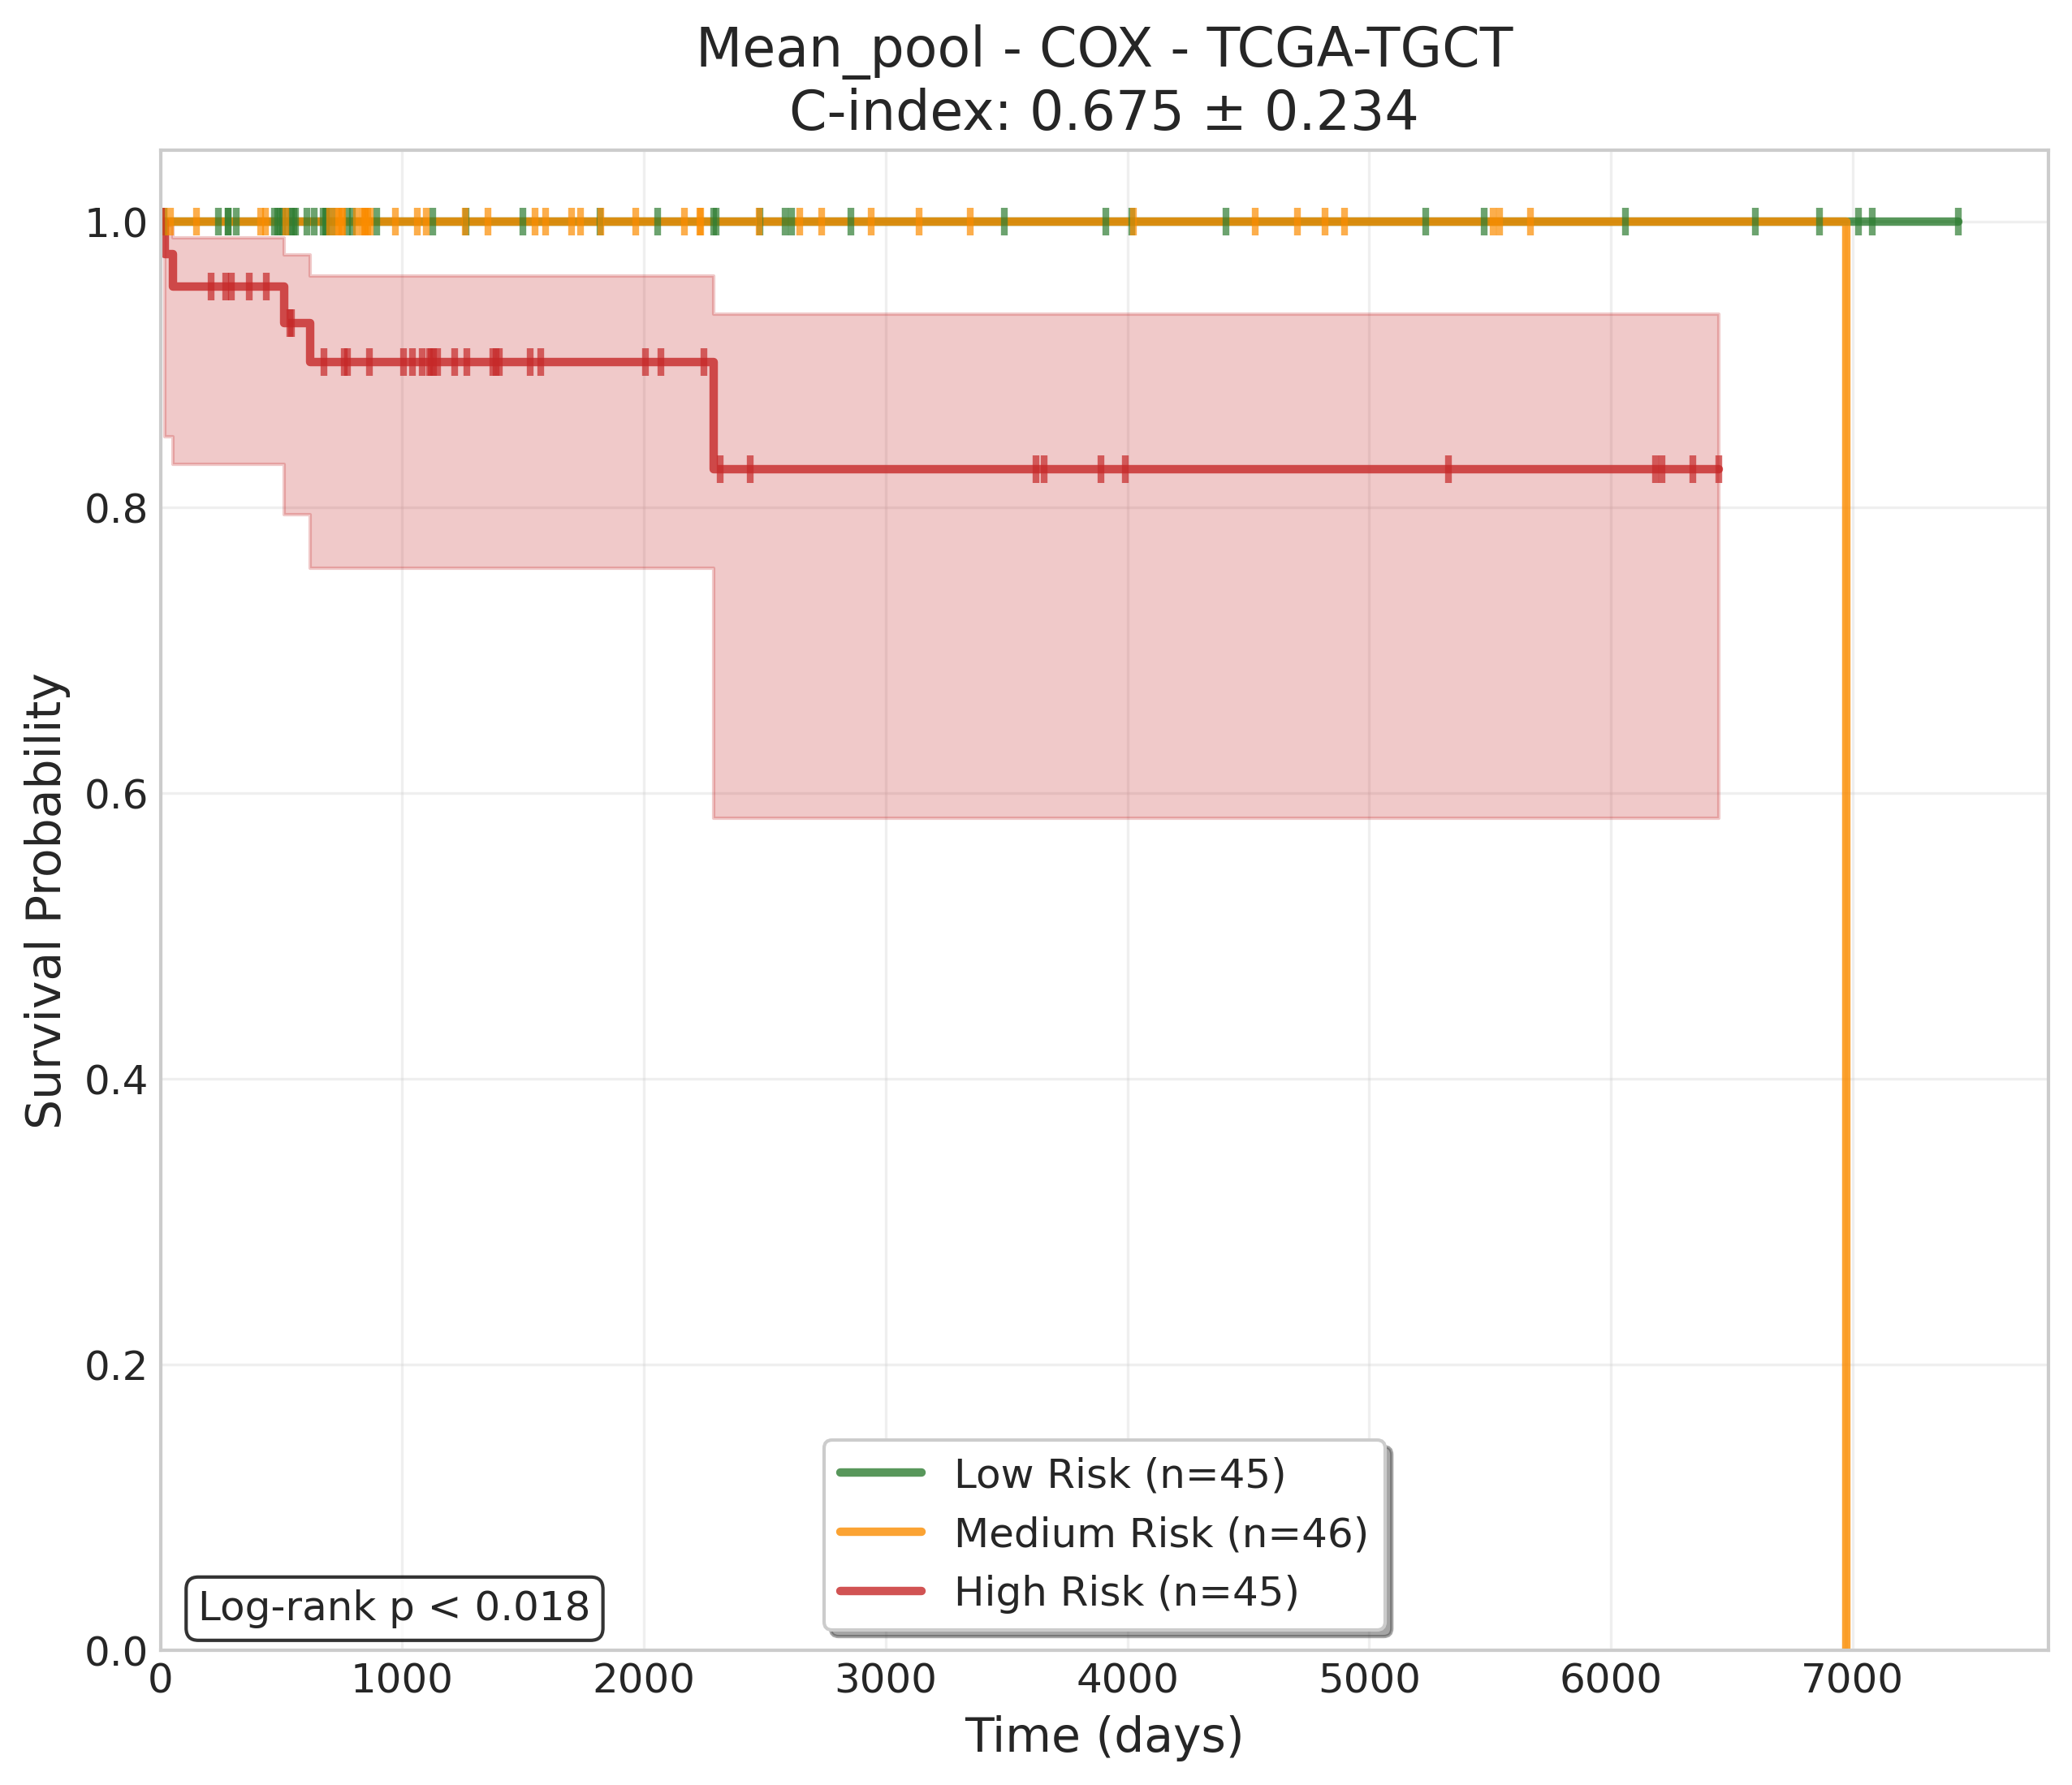 Mean_pool - COX - TCGA-TGCT
C-index: 0.675 ± 0.234
Survival Probability
1.0
0.8
0.6
0.4
0.2
0.0
Low Risk (n=45)
Medium Risk (n=46)
High Risk (n=45)
Log-rank p < 0.018
0 1000 2000 3000 4000 5000 6000 7000
Time (days)